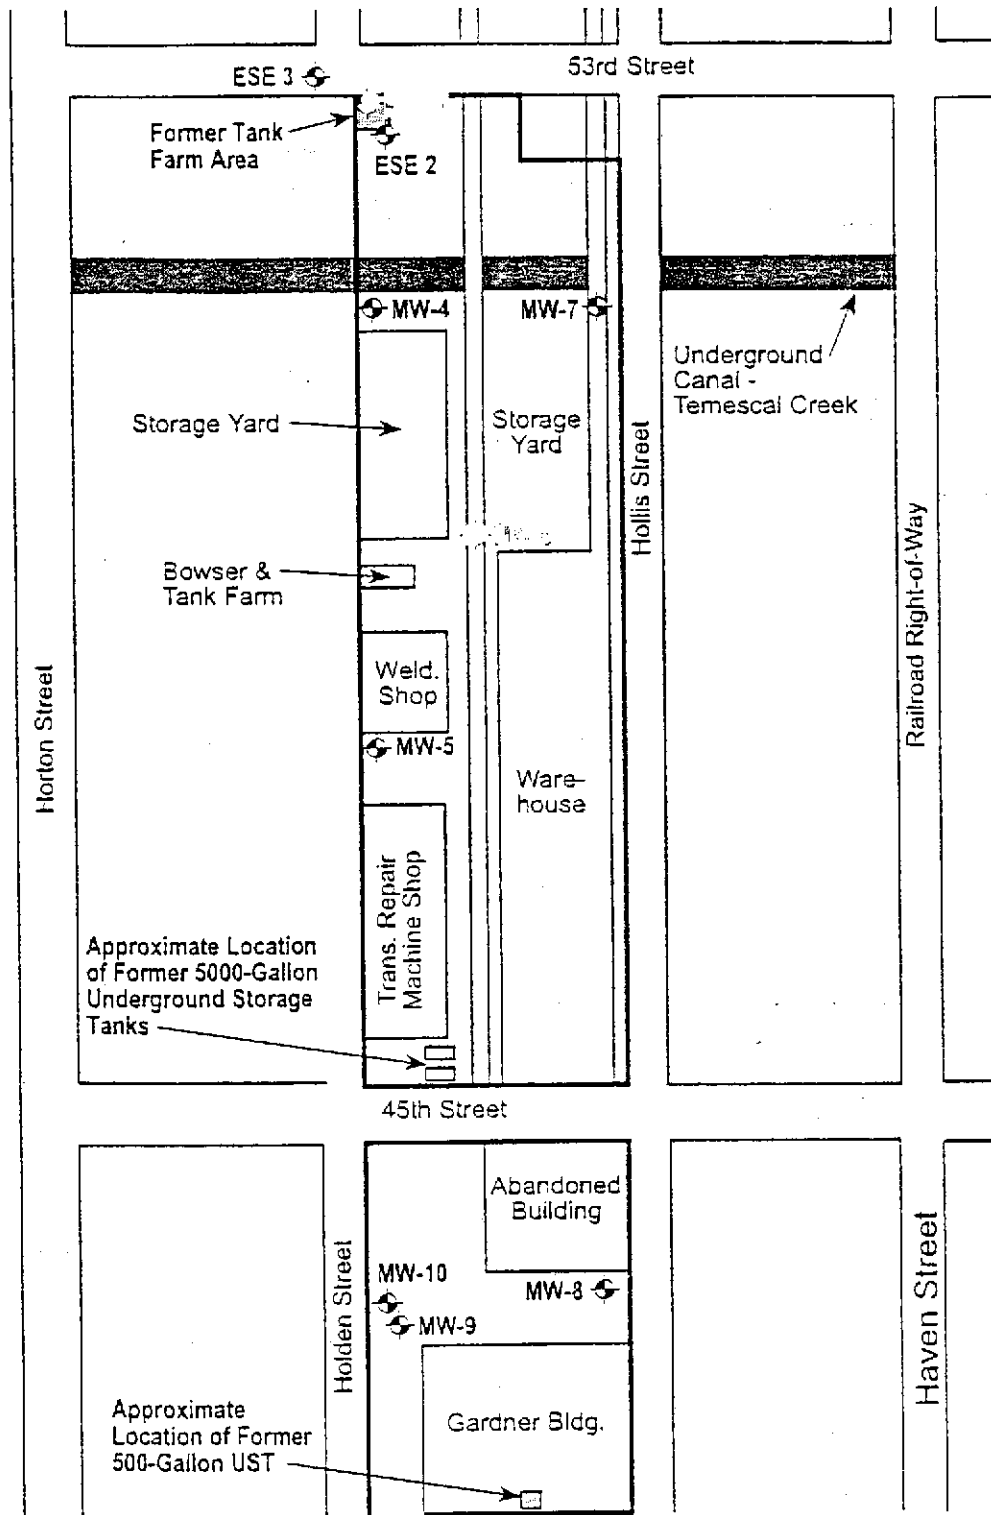 53rd Street
ESE 3
Former Tank
Farm Area
ESE 2
MW-4
MW-7
Underground
Canal -
Temescal Creek
Storage Yard
Storage
Yard
Hollis Street
Railroad Right-of-Way
Bowser &
Tank Farm
Weld.
Shop
Horton Street
MW-5
Ware-
house
Trans. Repair
Machine Shop
Approximate Location
of Former 5000-Gallon
Underground Storage
Tanks
45th Street
Abandoned
Building
MW-10
MW-8
MW-9
Holden Street
Haven Street
Approximate
Location of Former
500-Gallon UST
Gardner Bldg.